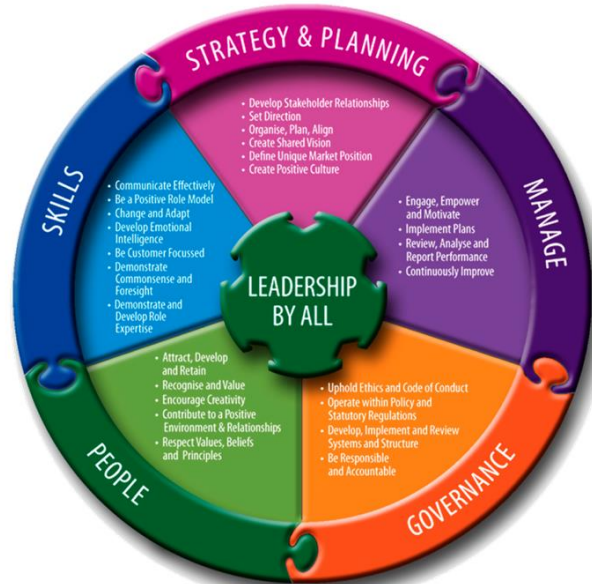 STRATEGY & PLANNING
• Develop Stakeholder Relationships
• Set Direction
• Organise, Plan, Align
• Create Shared Vision
• Define Unique Market Position
• Create Positive Culture
MANAGE
• Engage, Empower
and Motivate
• Implement Plans
• Review, Analyse and
Report Performance
• Continuously Improve
GOVERNANCE
• Uphold Ethics and Code of Conduct
• Operate within Policy and
Statutory Regulations
• Develop, Implement and Review
Systems and Structure
• Be Responsible
and Accountable
PEOPLE
• Attract, Develop
and Retain
• Recognise and Value
• Encourage Creativity
• Contribute to a Positive
Environment & Relationships
• Respect Values, Beliefs
and Principles
SKILLS
• Communicate Effectively
• Be a Positive Role Model
• Change and Adapt
• Develop Emotional
Intelligence
• Be Customer Focussed
• Demonstrate
Commonsense and
Foresight
• Demonstrate and
Develop Role
Expertise
LEADERSHIP
BY ALL